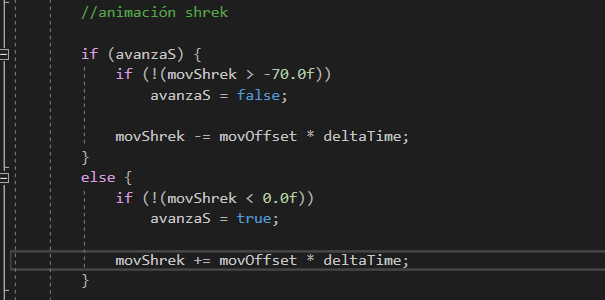 //animación shrek
if (avanzaS) {
if (!(movShrek > -70.0f))
avanzaS = false;
movShrek -= movOffset * deltaTime;
}
else {
if (!(movShrek < 0.0f))
avanzaS = true;
movShrek += movOffset * deltaTime;
}